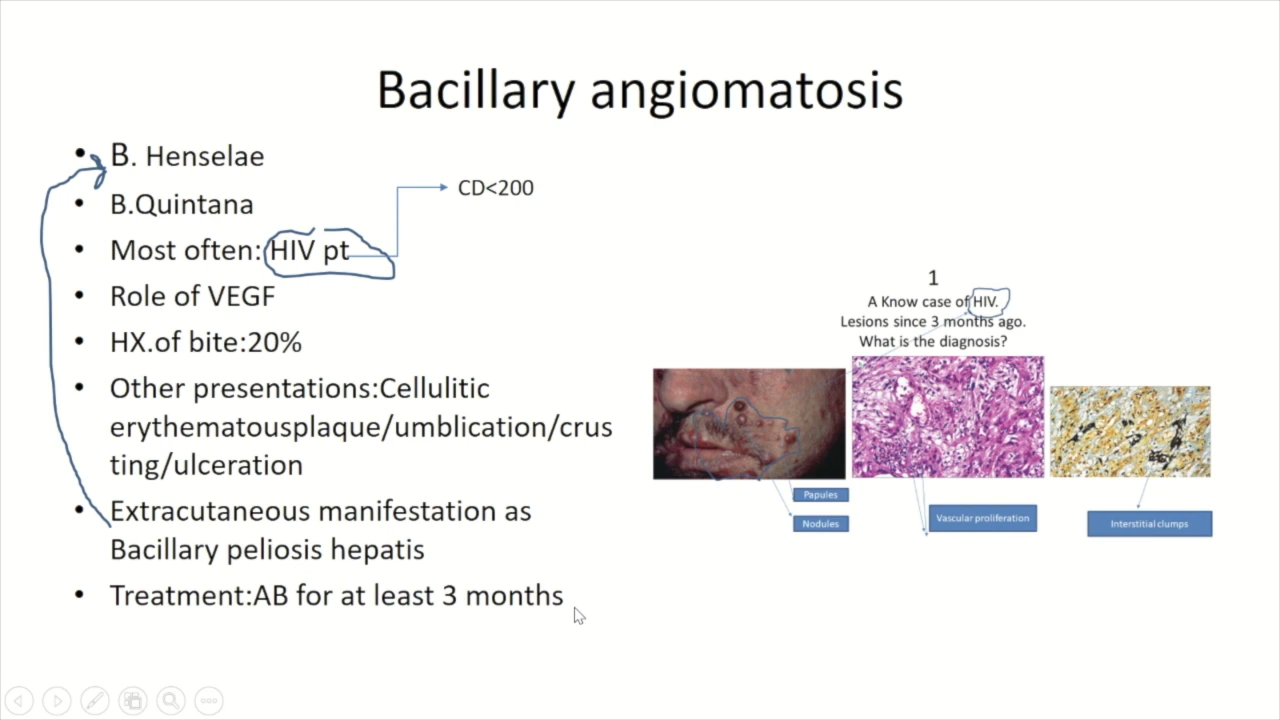 Bacillary angiomatosis
• B. Henselae
• B.Quintana
• Most often: HIV pt
CD<200
• Role of VEGF
• HX.of bite:20%
• Other presentations:Cellulitic
erythematousplaque/umblication/crus
ting/ulceration
• Extracutaneous manifestation as
Bacillary peliosis hepatis
• Treatment:AB for at least 3 months
1
A Know case of HIV.
Lesions since 3 months ago.
What is the diagnosis?
Papules
Nodules
Vascular proliferation
Interstitial clumps